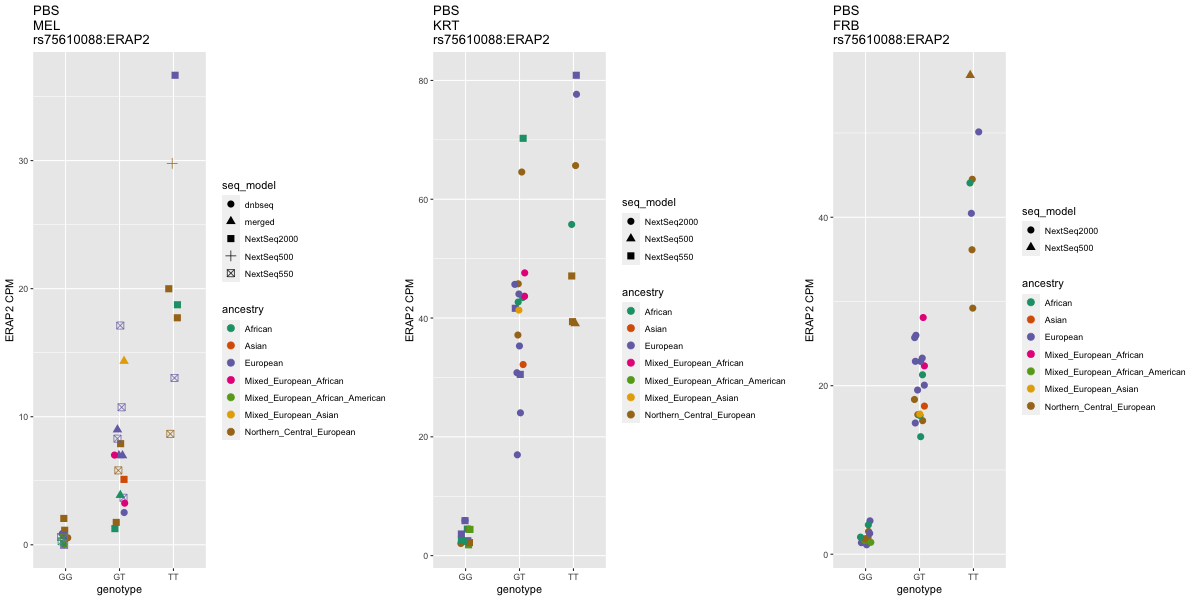 PBS
MEL
rs75610088:ERAP2
ERAP2 CPM
30
20
10
0
GG
GT
TT
genotype
seq_model
dnbseq
merged
NextSeq2000
NextSeq500
NextSeq550
ancestry
African
Asian
European
Mixed_European_African
Mixed_European_African_American
Mixed_European_Asian
Northern_Central_European
PBS
KRT
rs75610088:ERAP2
ERAP2 CPM
80
60
40
20
0
GG
GT
TT
genotype
seq_model
NextSeq2000
NextSeq500
NextSeq550
ancestry
African
Asian
European
Mixed_European_African
Mixed_European_African_American
Mixed_European_Asian
Northern_Central_European
PBS
FRB
rs75610088:ERAP2
ERAP2 CPM
40
20
0
GG
GT
TT
genotype
seq_model
NextSeq2000
NextSeq500
ancestry
African
Asian
European
Mixed_European_African
Mixed_European_African_American
Mixed_European_Asian
Northern_Central_European